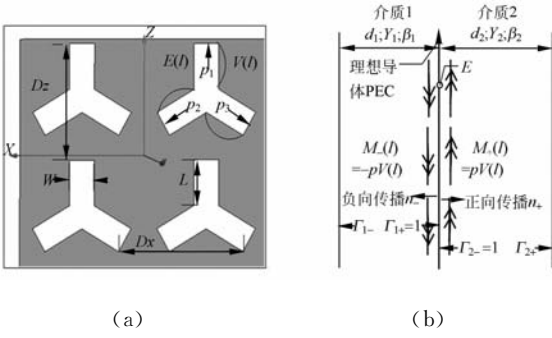 Z
Dz
E(l)
V(l)
p₁
p₂
p₃
X
W
L
Dx
(a)
介质1
介质2
d₁;Y₁;β₁
d₂;Y₂;β₂
理想导
体PEC
E
M₋(l)
=-pV(l)
M₊(l)
=pV(l)
负向传播n₋
正向传播n₊
Γ₁₋
Γ₁₊=1
Γ₂₋=1
Γ₂₊
(b)